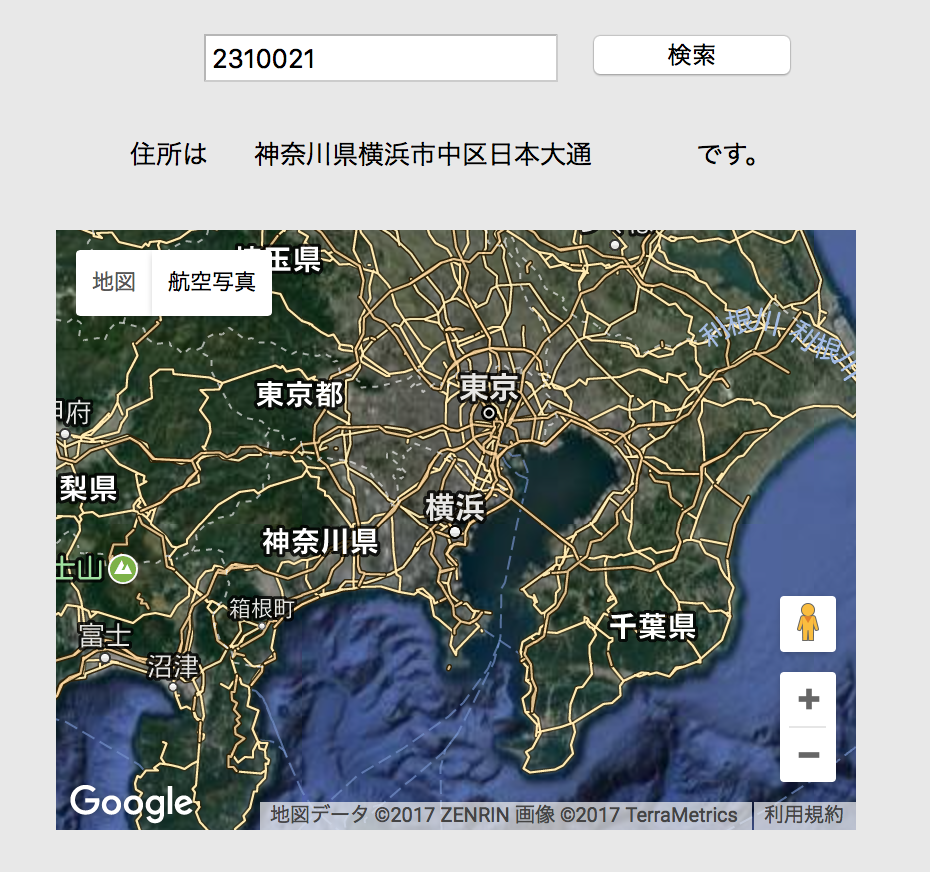 2310021
検索
住所は 神奈川県横浜市中区日本大通 です。
地図
航空写真
玉県
利根川
利根川
東京都
東京
甲府
梨県
横浜
神奈川県
士山
箱根町
千葉県
富士
沼津
Google
地図データ ©2017 ZENRIN 画像 ©2017 TerraMetrics
利用規約